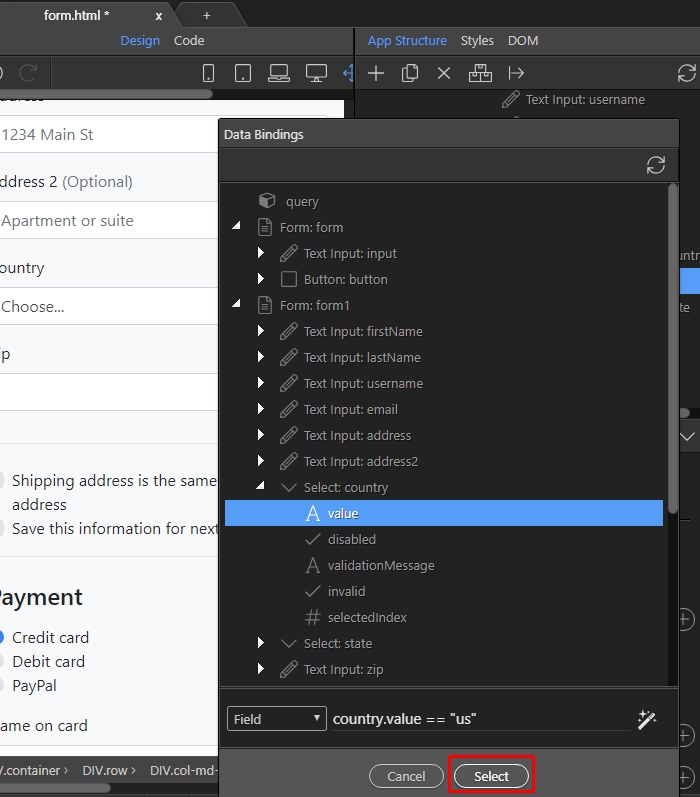 form.html * x +
Design Code
App Structure Styles DOM
Text Input: username
1234 Main St
ddress 2 (Optional)
Apartment or suite
ountry
Choose...
ip
Shipping address is the same
address
Save this information for next
Payment
Credit card
Debit card
PayPal
ame on card
Data Bindings
query
Form: form
Text Input: input
Button: button
Form: form1
Text Input: firstName
Text Input: lastName
Text Input: username
Text Input: email
Text Input: address
Text Input: address2
Select: country
value
disabled
validationMessage
invalid
selectedIndex
Select: state
Text Input: zip
Field country.value == "us"
Cancel Select
untr
te
V.container › DIV.row › DIV.col-md-